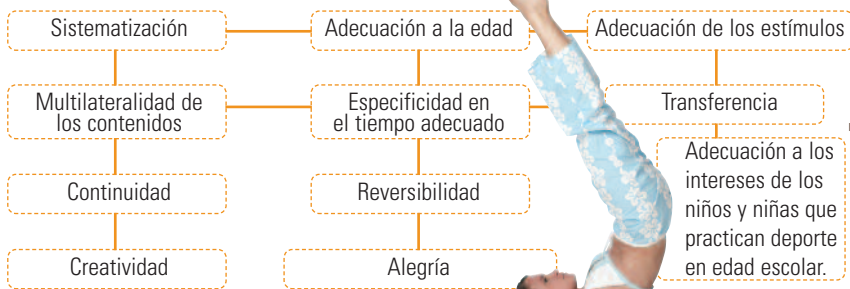 Sistematización
Adecuación a la edad
Adecuación de los estímulos
Multilateralidad de
los contenidos
Especificidad en
el tiempo adecuado
Transferencia
Adecuación a los
intereses de los
niños y niñas que
practican deporte
en edad escolar.
Continuidad
Reversibilidad
Creatividad
Alegría